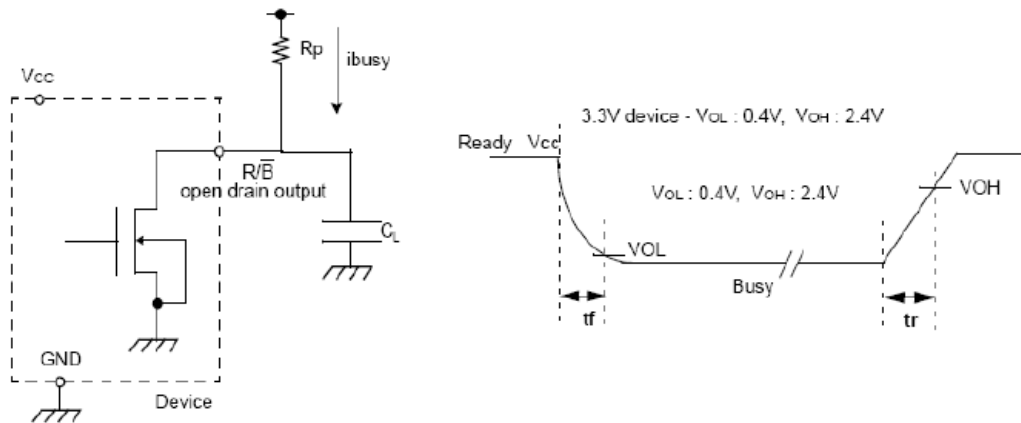 Rp
ibusy
Vcc
R/B̅
open drain output
CL
GND
Device
3.3V device - VOL : 0.4V, VOH : 2.4V
Ready Vcc
VOL : 0.4V, VOH : 2.4V
VOH
VOL
Busy
tf
tr